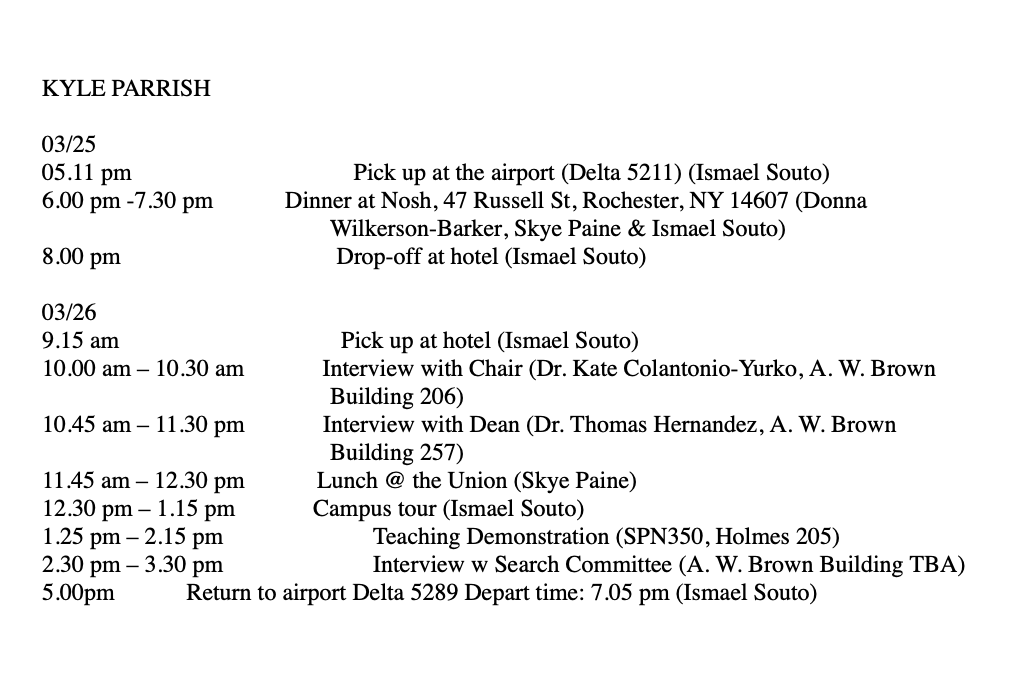 KYLE PARRISH
03/25
05.11 pm Pick up at the airport (Delta 5211) (Ismael Souto)
6.00 pm -7.30 pm Dinner at Nosh, 47 Russell St, Rochester, NY 14607 (Donna
Wilkerson-Barker, Skye Paine & Ismael Souto)
8.00 pm Drop-off at hotel (Ismael Souto)
03/26
9.15 am Pick up at hotel (Ismael Souto)
10.00 am – 10.30 am Interview with Chair (Dr. Kate Colantonio-Yurko, A. W. Brown
Building 206)
10.45 am – 11.30 pm Interview with Dean (Dr. Thomas Hernandez, A. W. Brown
Building 257)
11.45 am – 12.30 pm Lunch @ the Union (Skye Paine)
12.30 pm – 1.15 pm Campus tour (Ismael Souto)
1.25 pm – 2.15 pm Teaching Demonstration (SPN350, Holmes 205)
2.30 pm – 3.30 pm Interview w Search Committee (A. W. Brown Building TBA)
5.00pm Return to airport Delta 5289 Depart time: 7.05 pm (Ismael Souto)